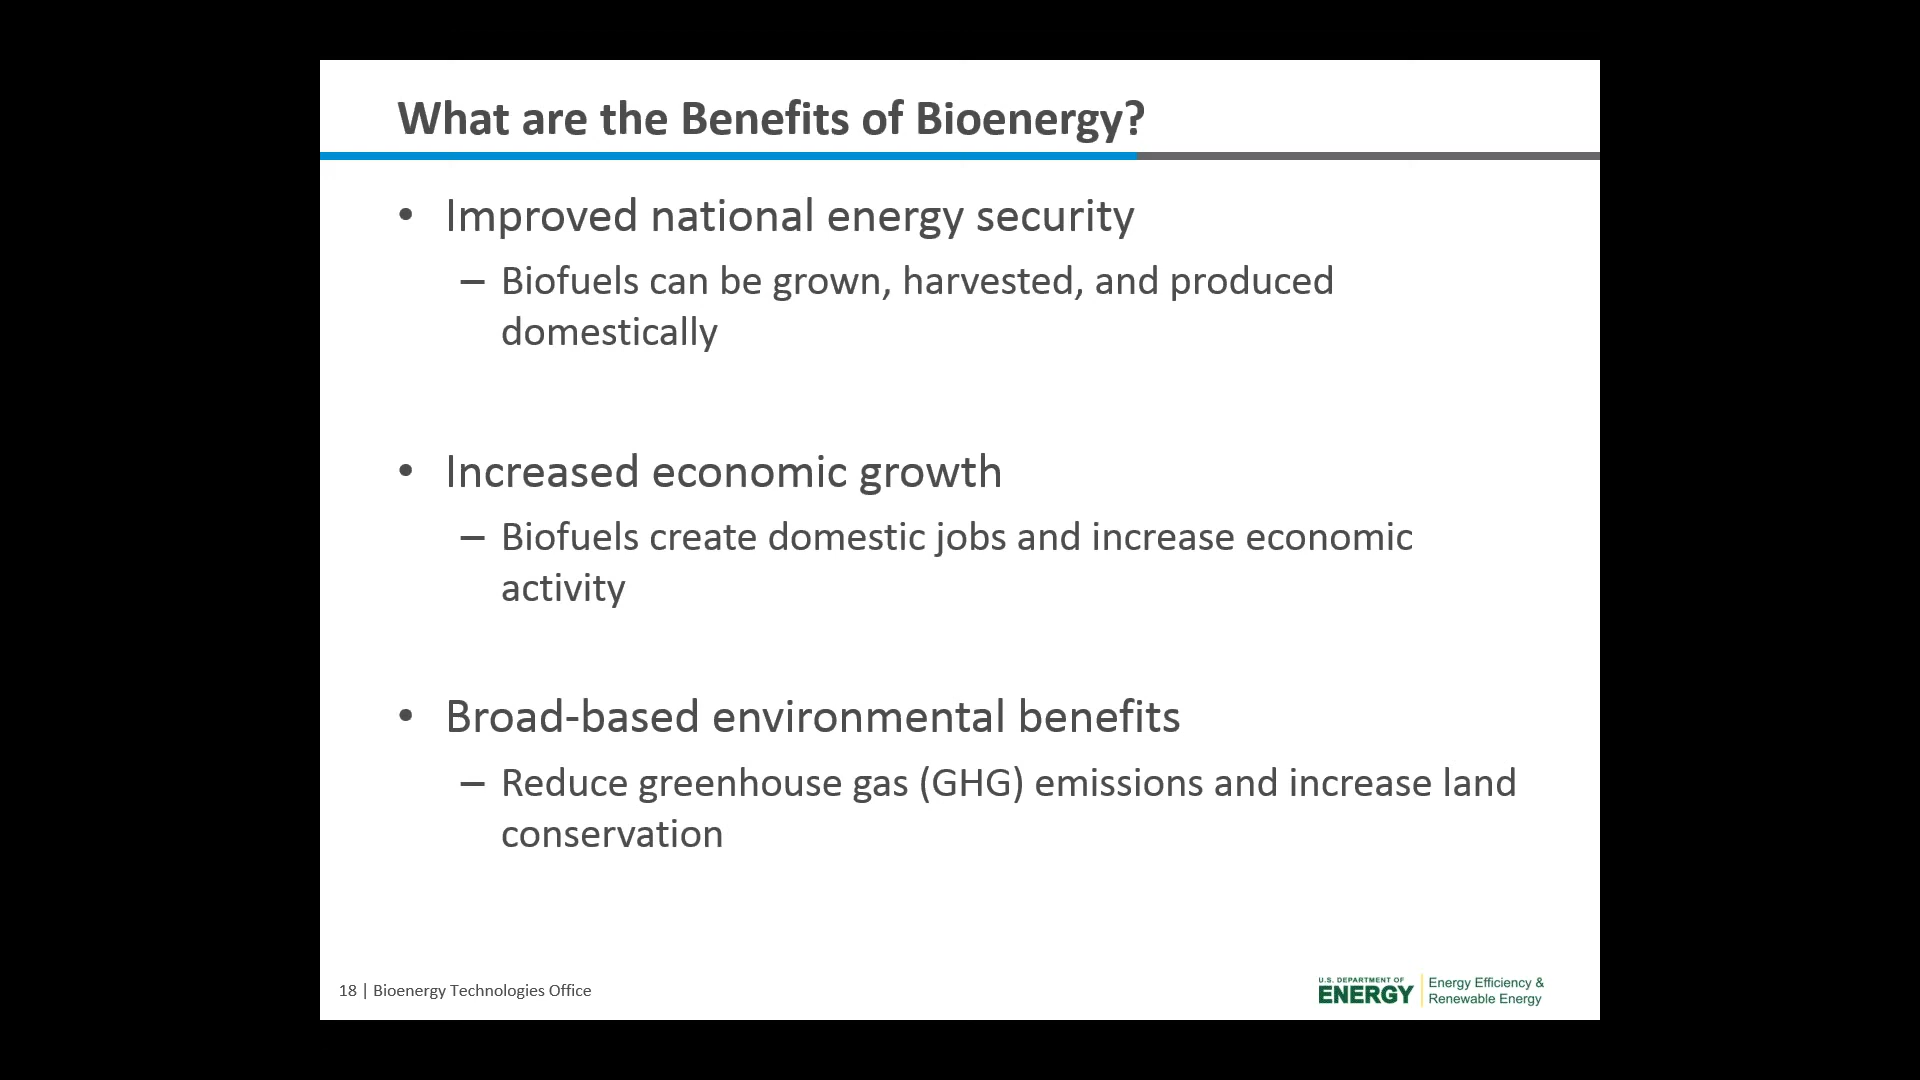 What are the Benefits of Bioenergy?
• Improved national energy security
– Biofuels can be grown, harvested, and produced
domestically
• Increased economic growth
– Biofuels create domestic jobs and increase economic
activity
• Broad-based environmental benefits
– Reduce greenhouse gas (GHG) emissions and increase land
conservation
18 | Bioenergy Technologies Office
U.S. DEPARTMENT OF
ENERGY
Energy Efficiency &
Renewable Energy